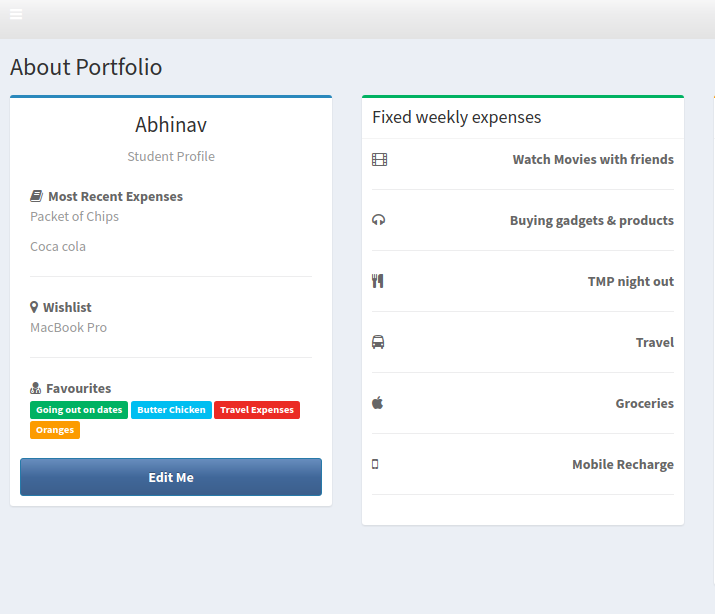 About Portfolio
Abhinav
Student Profile
Most Recent Expenses
Packet of Chips
Coca cola
Wishlist
MacBook Pro
Favourites
Going out on dates Butter Chicken Travel Expenses
Oranges
Edit Me
Fixed weekly expenses
Watch Movies with friends
Buying gadgets & products
TMP night out
Travel
Groceries
Mobile Recharge